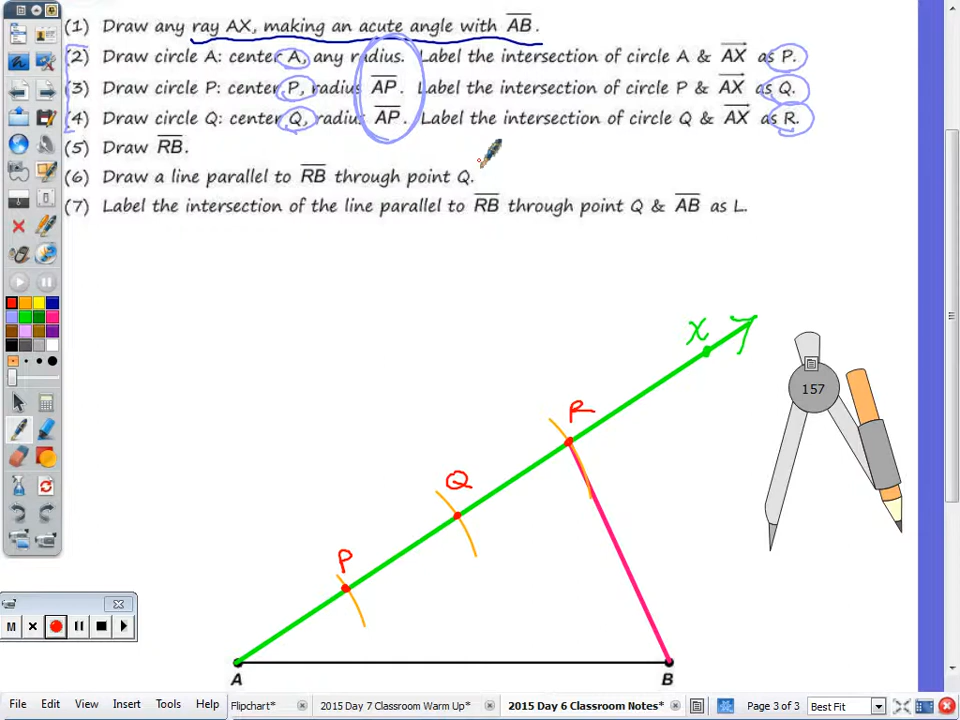 (1) Draw any ray AX, making an acute angle with AB.
(2) Draw circle A: center A, any radius. Label the intersection of circle A & AX as P.
(3) Draw circle P: center P, radius AP. Label the intersection of circle P & AX as Q.
(4) Draw circle Q: center Q, radius AP. Label the intersection of circle Q & AX as R.
(5) Draw RB.
(6) Draw a line parallel to RB through point Q.
(7) Label the intersection of the line parallel to RB through point Q & AB as L.
X
157
R
Q
P
M
A B
File Edit View Insert Tools Help Flipchart* 2015 Day 7 Classroom Warm Up* 2015 Day 6 Classroom Notes* Page 3 of 3 Best Fit